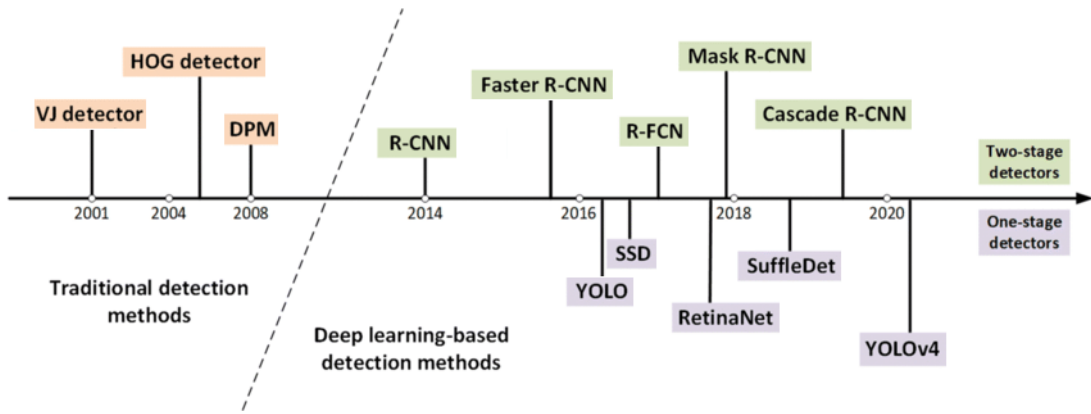 HOG detector
Mask R-CNN
Faster R-CNN
VJ detector
Cascade R-CNN
DPM
R-CNN
R-FCN
Two-stage
detectors
2001
2004
2008
2014
2016
2018
2020
One-stage
detectors
SSD
SuffleDet
YOLO
Traditional detection
methods
RetinaNet
Deep learning-based
detection methods
YOLOv4